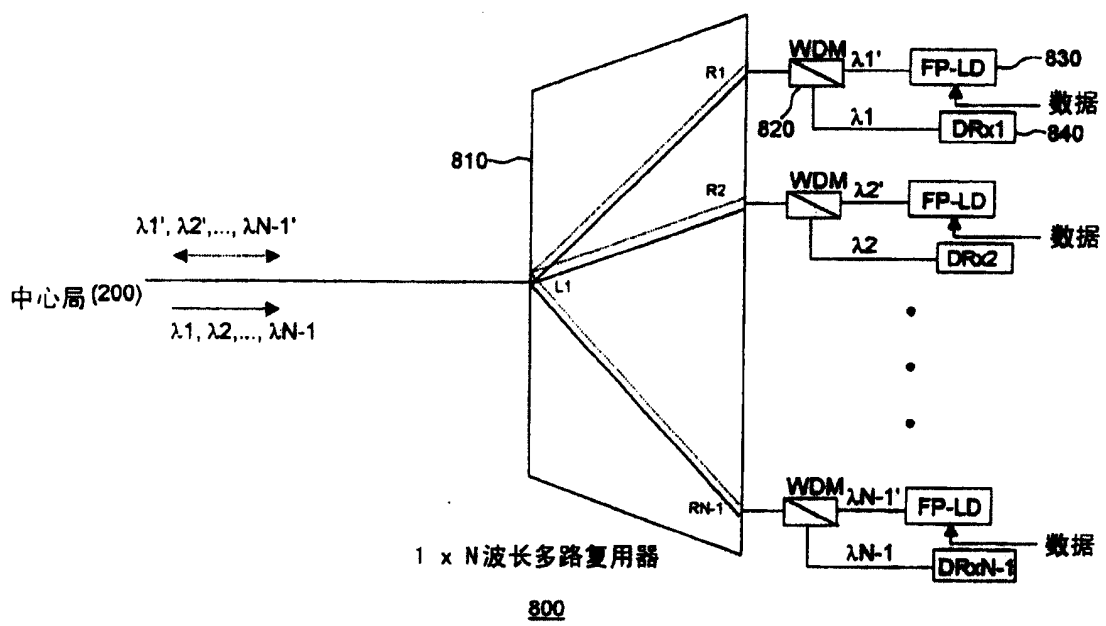 WDM
λ1'
FP-LD
830
R1
数据
820
λ1
DRx1
840
810
R2
WDM
λ2'
FP-LD
数据
λ2
DRx2
λ1', λ2',..., λN-1'
L1
中心局(200)
λ1, λ2,..., λN-1
RN-1
WDM
λN-1'
FP-LD
数据
λN-1
DRxN-1
1 x N波长多路复用器
800